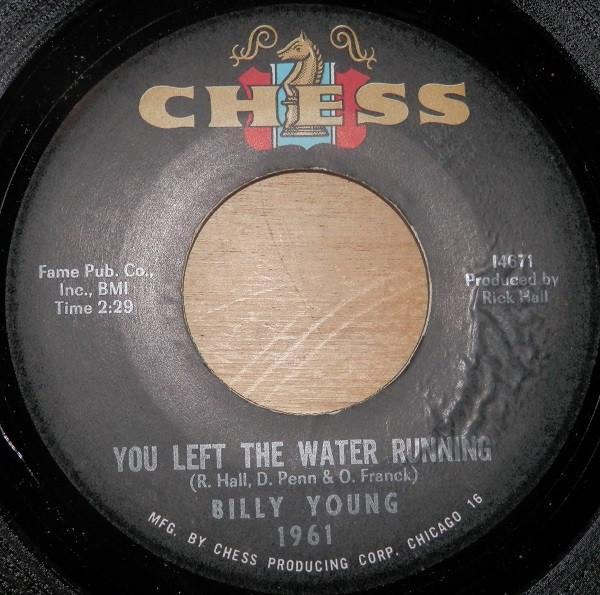 CHESS
Fame Pub. Co.,
Inc., BMI
Time 2:29
14671
Produced by
Rick Hall
YOU LEFT THE WATER RUNNING
(R. Hall, D. Penn & O. Franck)
BILLY YOUNG
1961
MFG. BY CHESS PRODUCING CORP. CHICAGO 16